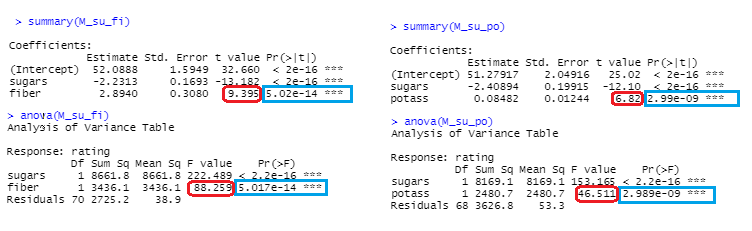 > summary(M_su_fi)
Coefficients:
Estimate Std. Error t value Pr(>|t|)
(Intercept) 52.0888 1.5949 32.660 < 2e-16 ***
sugars -2.2313 0.1693 -13.182 < 2e-16 ***
fiber 2.8940 0.3080 9.395 5.02e-14 ***
> anova(M_su_fi)
Analysis of Variance Table
Response: rating
Df Sum Sq Mean Sq F value Pr(>F)
sugars 1 8661.8 8661.8 222.489 < 2.2e-16 ***
fiber 1 3436.1 3436.1 88.259 5.017e-14 ***
Residuals 70 2725.2 38.9
> summary(M_su_po)
Coefficients:
Estimate Std. Error t value Pr(>|t|)
(Intercept) 51.27917 2.04916 25.02 < 2e-16 ***
sugars -2.40894 0.19915 -12.10 < 2e-16 ***
potass 0.08482 0.01244 6.82 2.99e-09 ***
> anova(M_su_po)
Analysis of Variance Table
Response: rating
Df Sum Sq Mean Sq F value Pr(>F)
sugars 1 8169.1 8169.1 153.165 < 2.2e-16 ***
potass 1 2480.7 2480.7 46.511 2.989e-09 ***
Residuals 68 3626.8 53.3